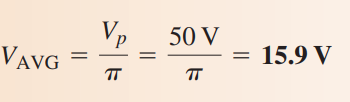 V_AVG = V_p / π = 50 V / π = 15.9 V